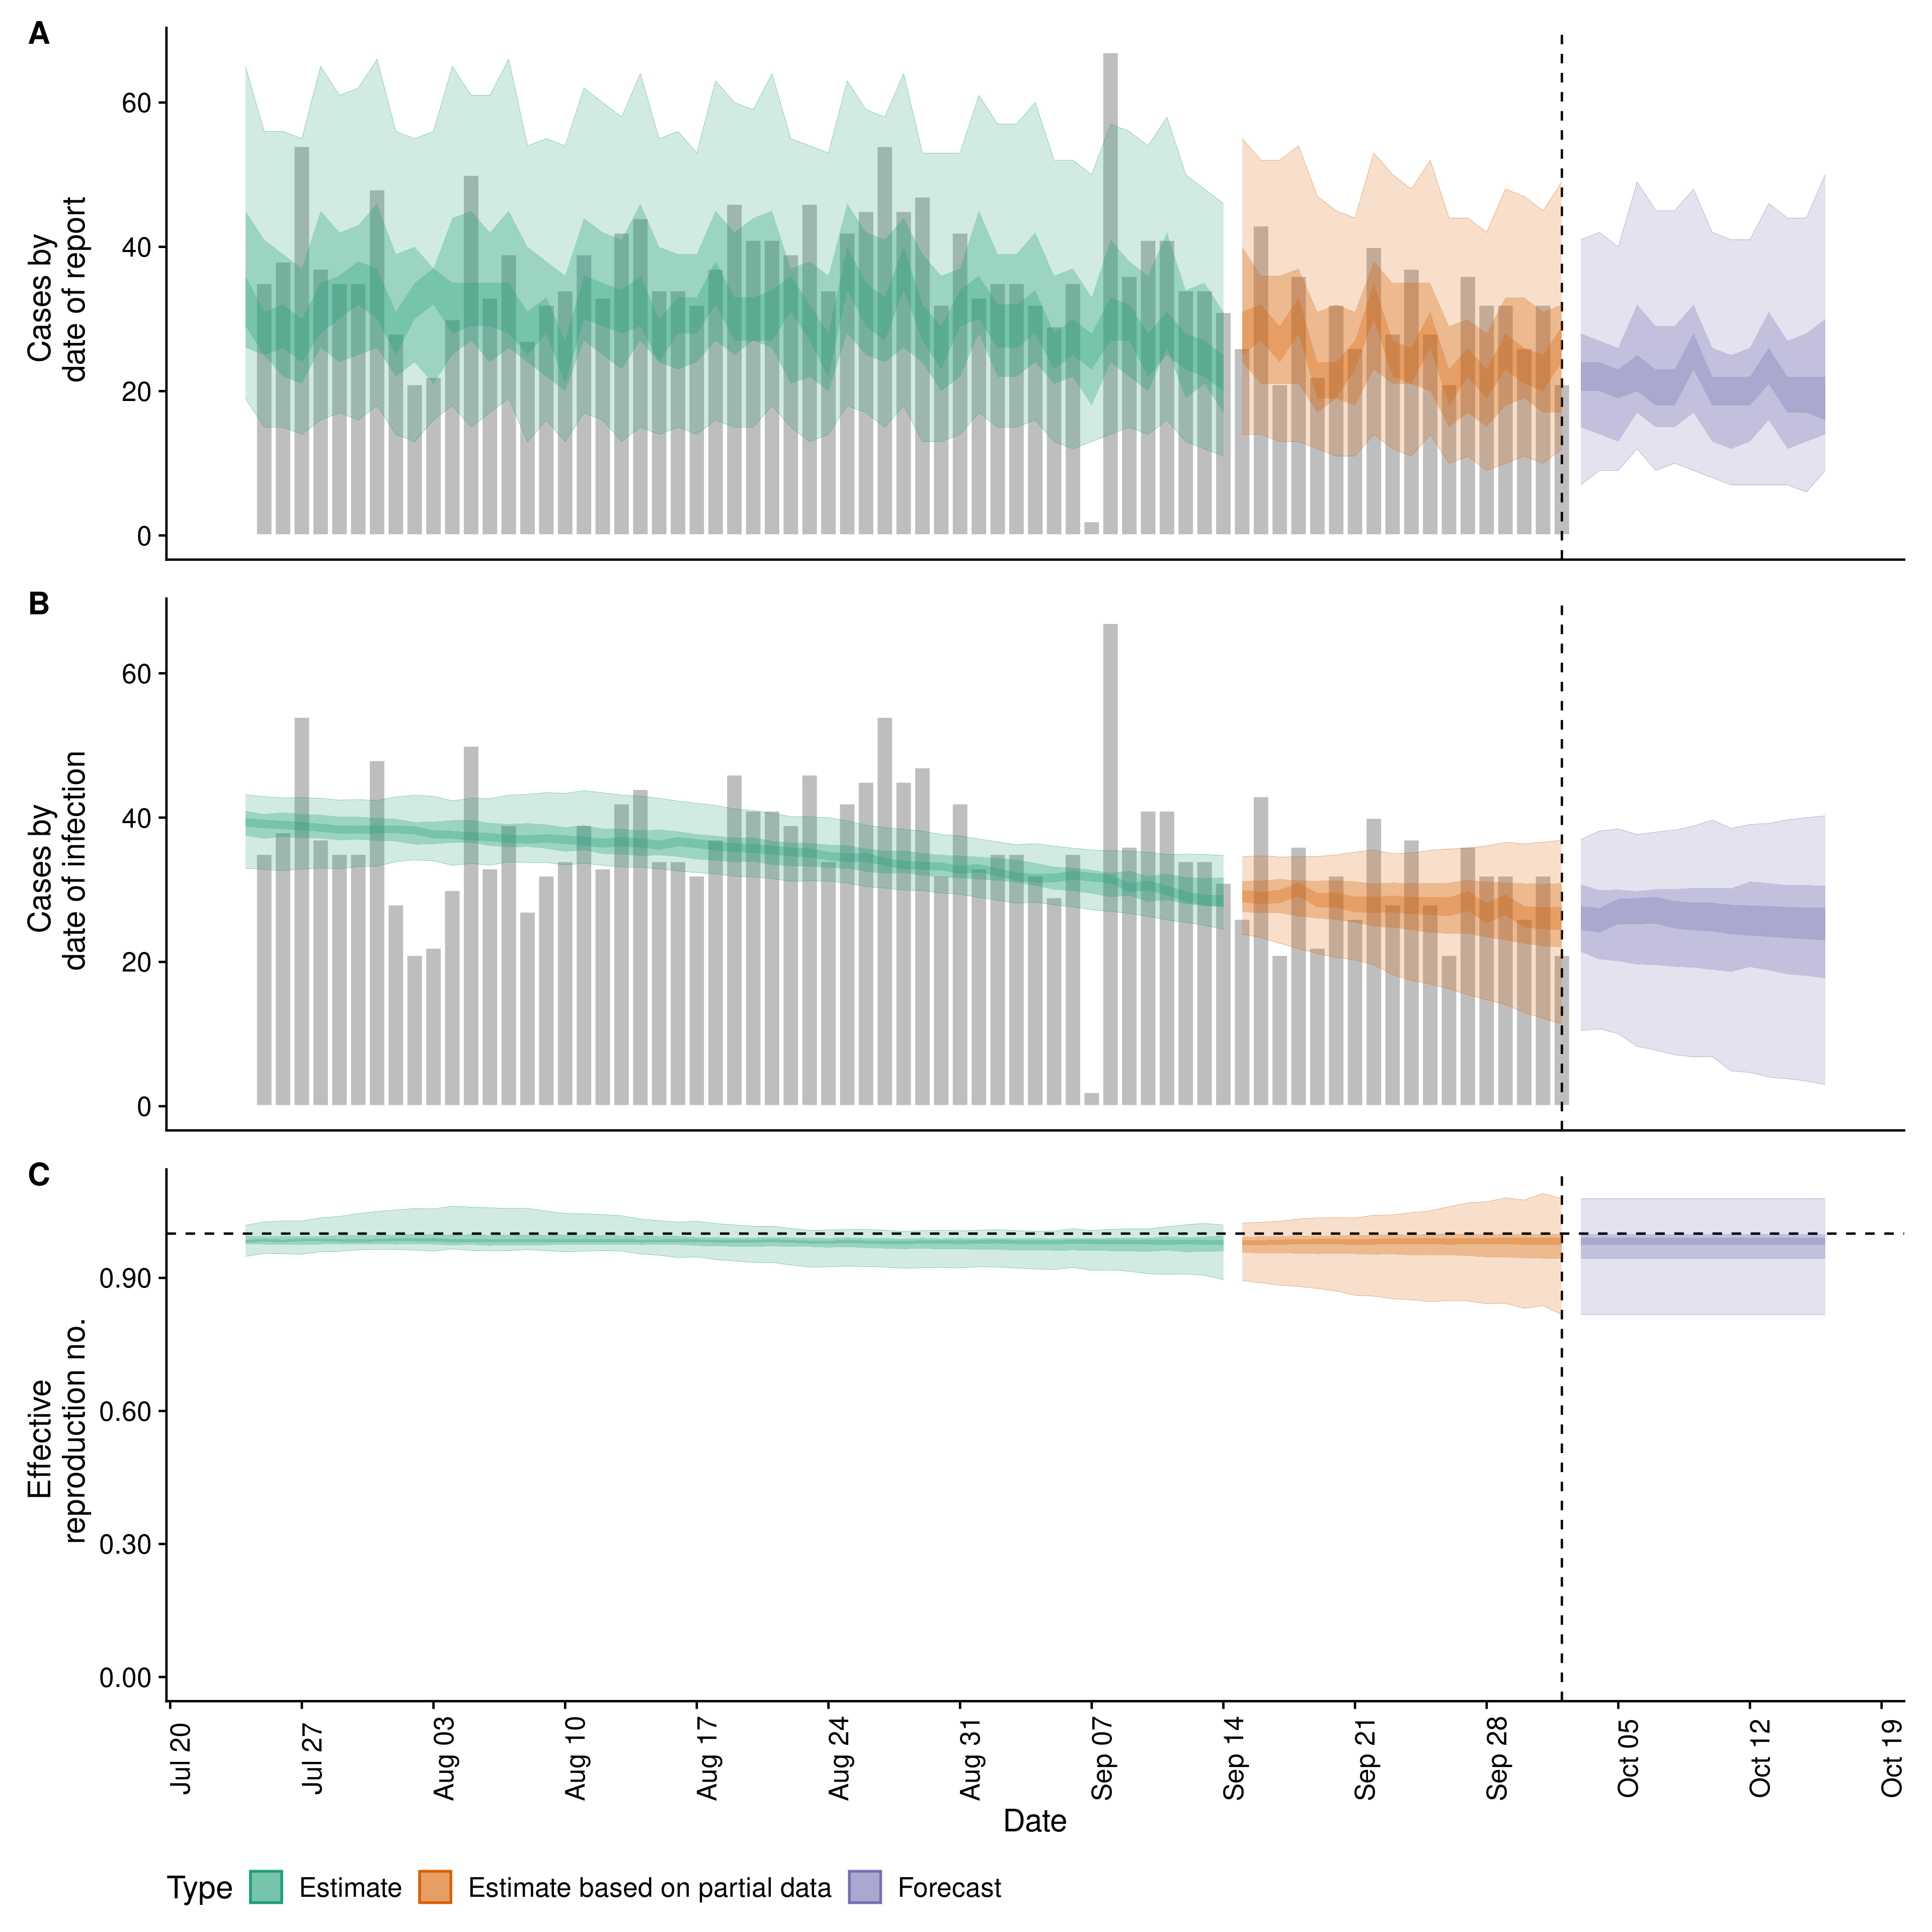 A
Cases by
date of report
60
40
20
0
B
Cases by
date of infection
60
40
20
0
C
Effective
reproduction no.
0.90
0.60
0.30
0.00
Jul 20
Jul 27
Aug 03
Aug 10
Aug 17
Aug 24
Aug 31
Sep 07
Sep 14
Sep 21
Sep 28
Oct 05
Oct 12
Oct 19
Date
Type Estimate Estimate based on partial data Forecast